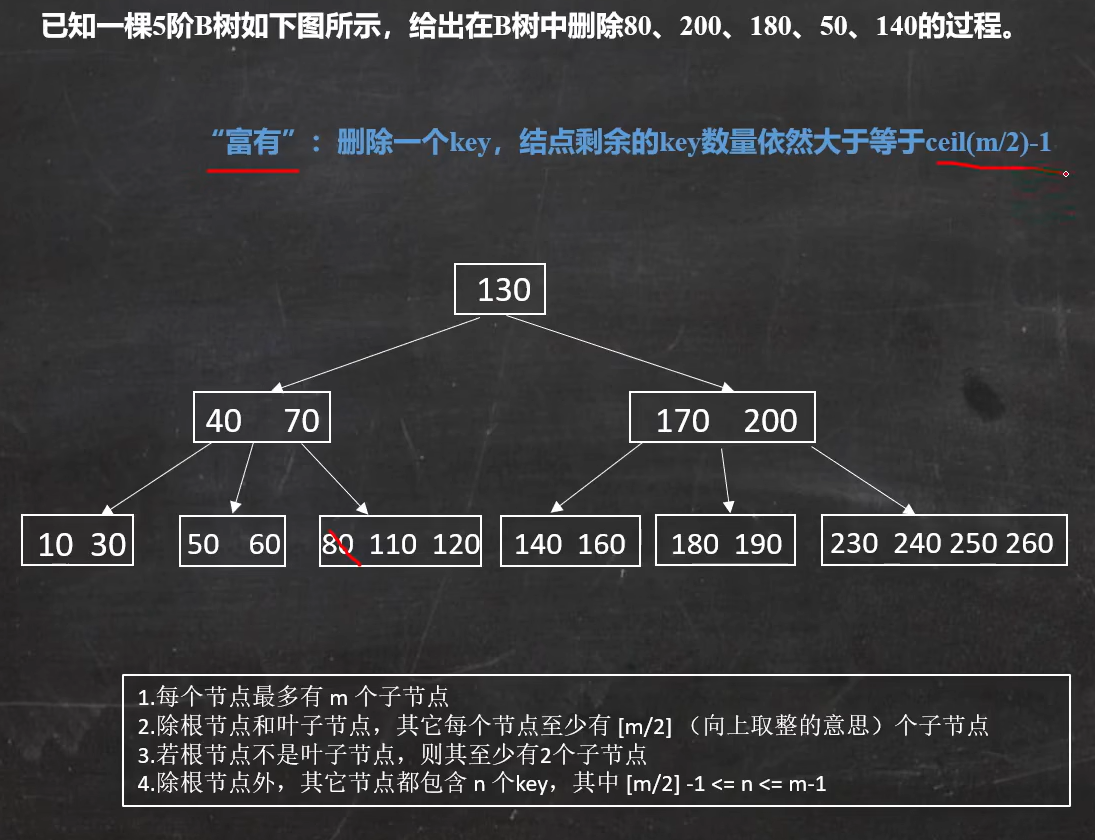 已知一棵5阶B树如下图所示，给出在B树中删除80、200、180、50、140的过程。
“富有”：删除一个key，结点剩余的key数量依然大于等于ceil(m/2)-1
130
40 70
170 200
10 30
50 60
80 110 120
140 160
180 190
230 240 250 260
1.每个节点最多有 m 个子节点
2.除根节点和叶子节点，其它每个节点至少有 [m/2] （向上取整的意思）个子节点
3.若根节点不是叶子节点，则其至少有2个子节点
4.除根节点外，其它节点都包含 n 个key，其中 [m/2] -1 <= n <= m-1